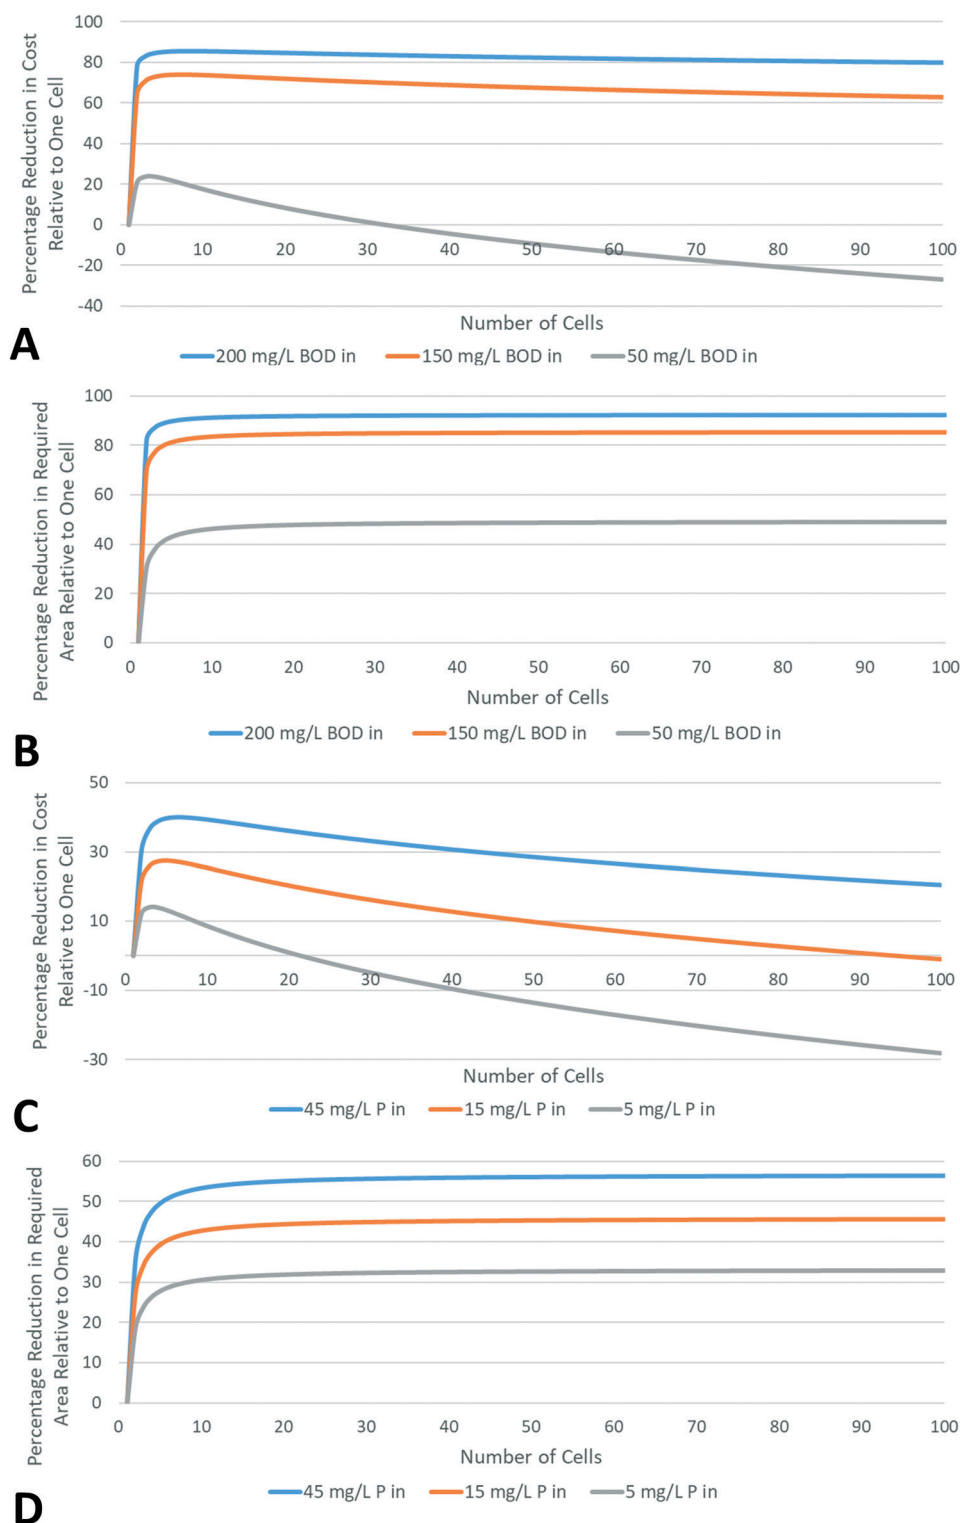 Percentage Reduction in Cost
Relative to One Cell
100
80
60
40
20
0
-20
-40
0 10 20 30 40 50 60 70 80 90 100
Number of Cells
A
200 mg/L BOD in 150 mg/L BOD in 50 mg/L BOD in
Percentage Reduction in Required
Area Relative to One Cell
100
80
60
40
20
0
0 10 20 30 40 50 60 70 80 90 100
Number of Cells
B
200 mg/L BOD in 150 mg/L BOD in 50 mg/L BOD in
Percentage Reduction in Cost
Relative to One Cell
50
30
10
-10
-30
0 10 20 30 40 50 60 70 80 90 100
Number of Cells
C
45 mg/L P in 15 mg/L P in 5 mg/L P in
Percentage Reduction in Required
Area Relative to One Cell
60
50
40
30
20
10
0
0 10 20 30 40 50 60 70 80 90 100
Number of Cells
D
45 mg/L P in 15 mg/L P in 5 mg/L P in